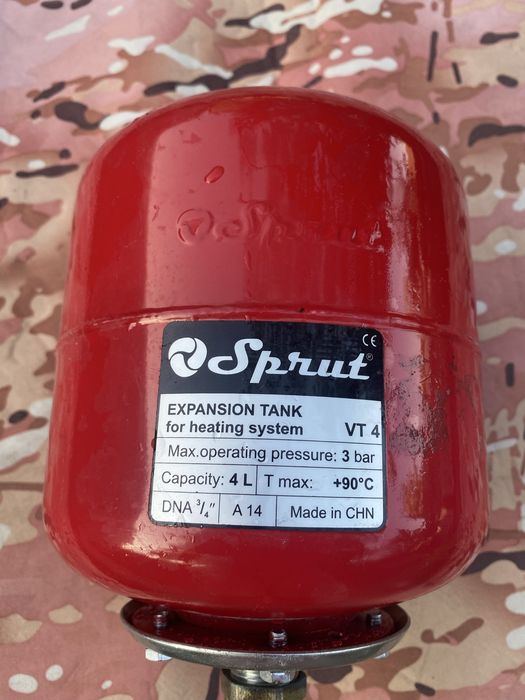 Sprut
CE
Sprut®
EXPANSION TANK
for heating system VT 4
Max.operating pressure: 3 bar
Capacity: 4 L T max: +90°C
DNA 3/4" A 14 Made in CHN